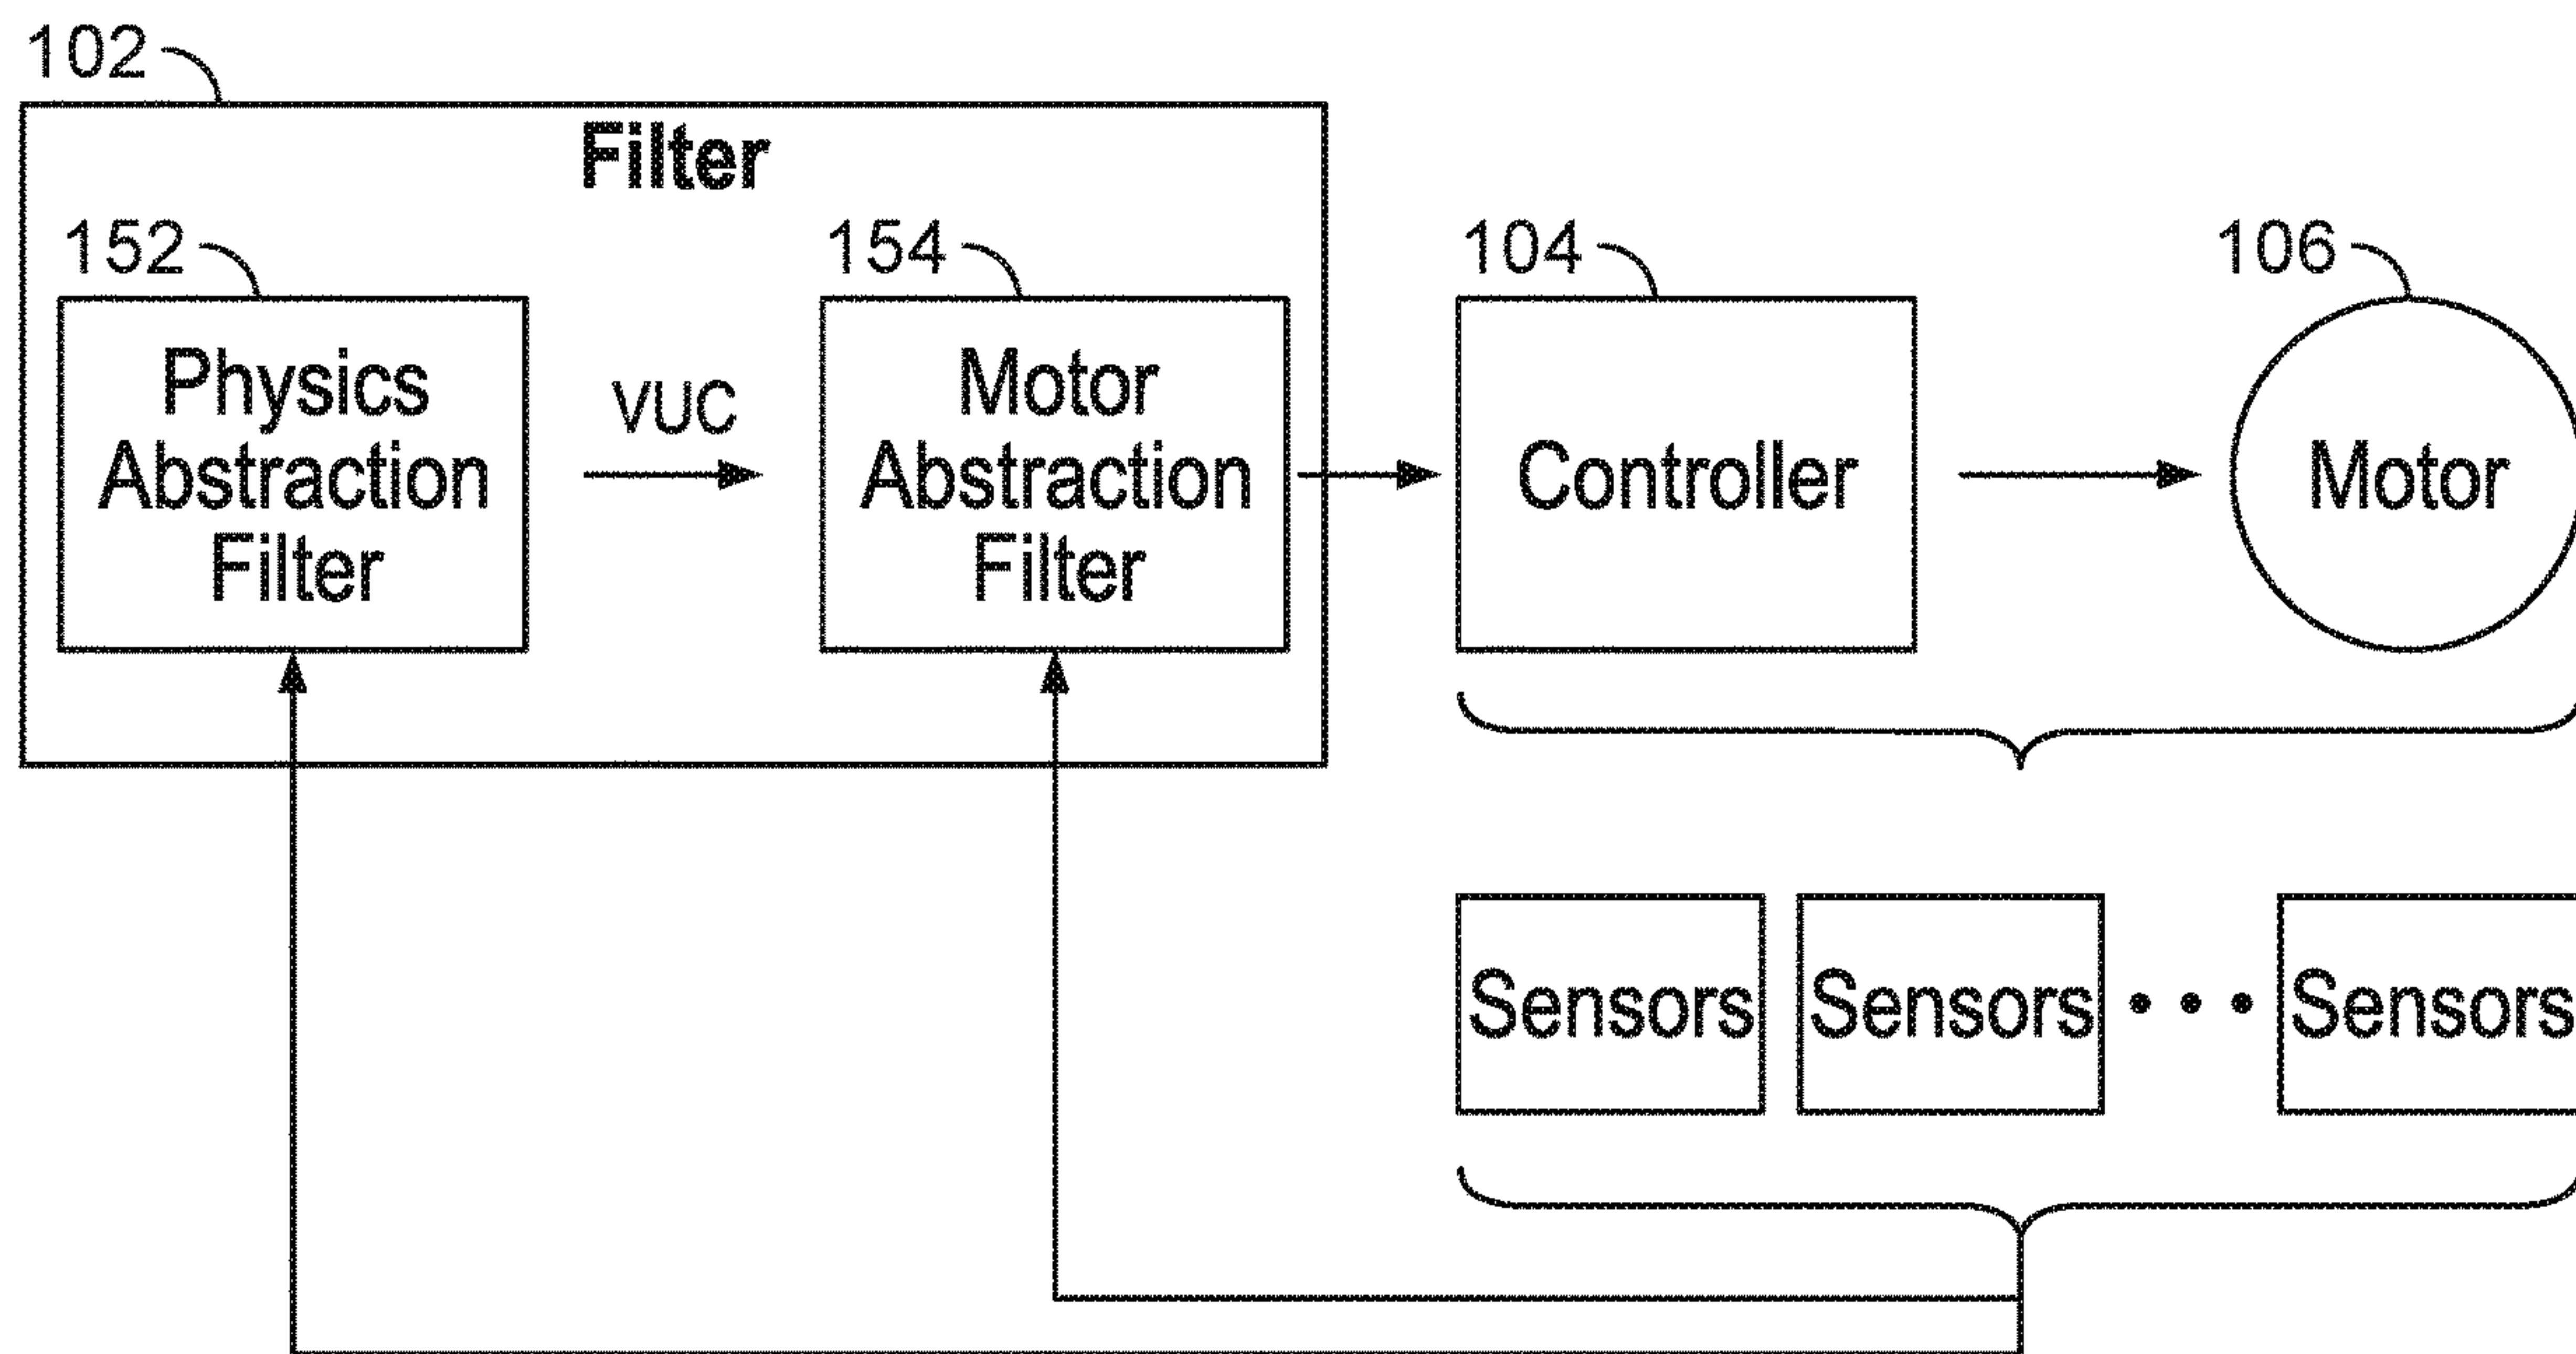 102
Filter
152
154
104
106
Physics
Abstraction
Filter
VUC
Motor
Abstraction
Filter
Controller
Motor
Sensors
Sensors
Sensors